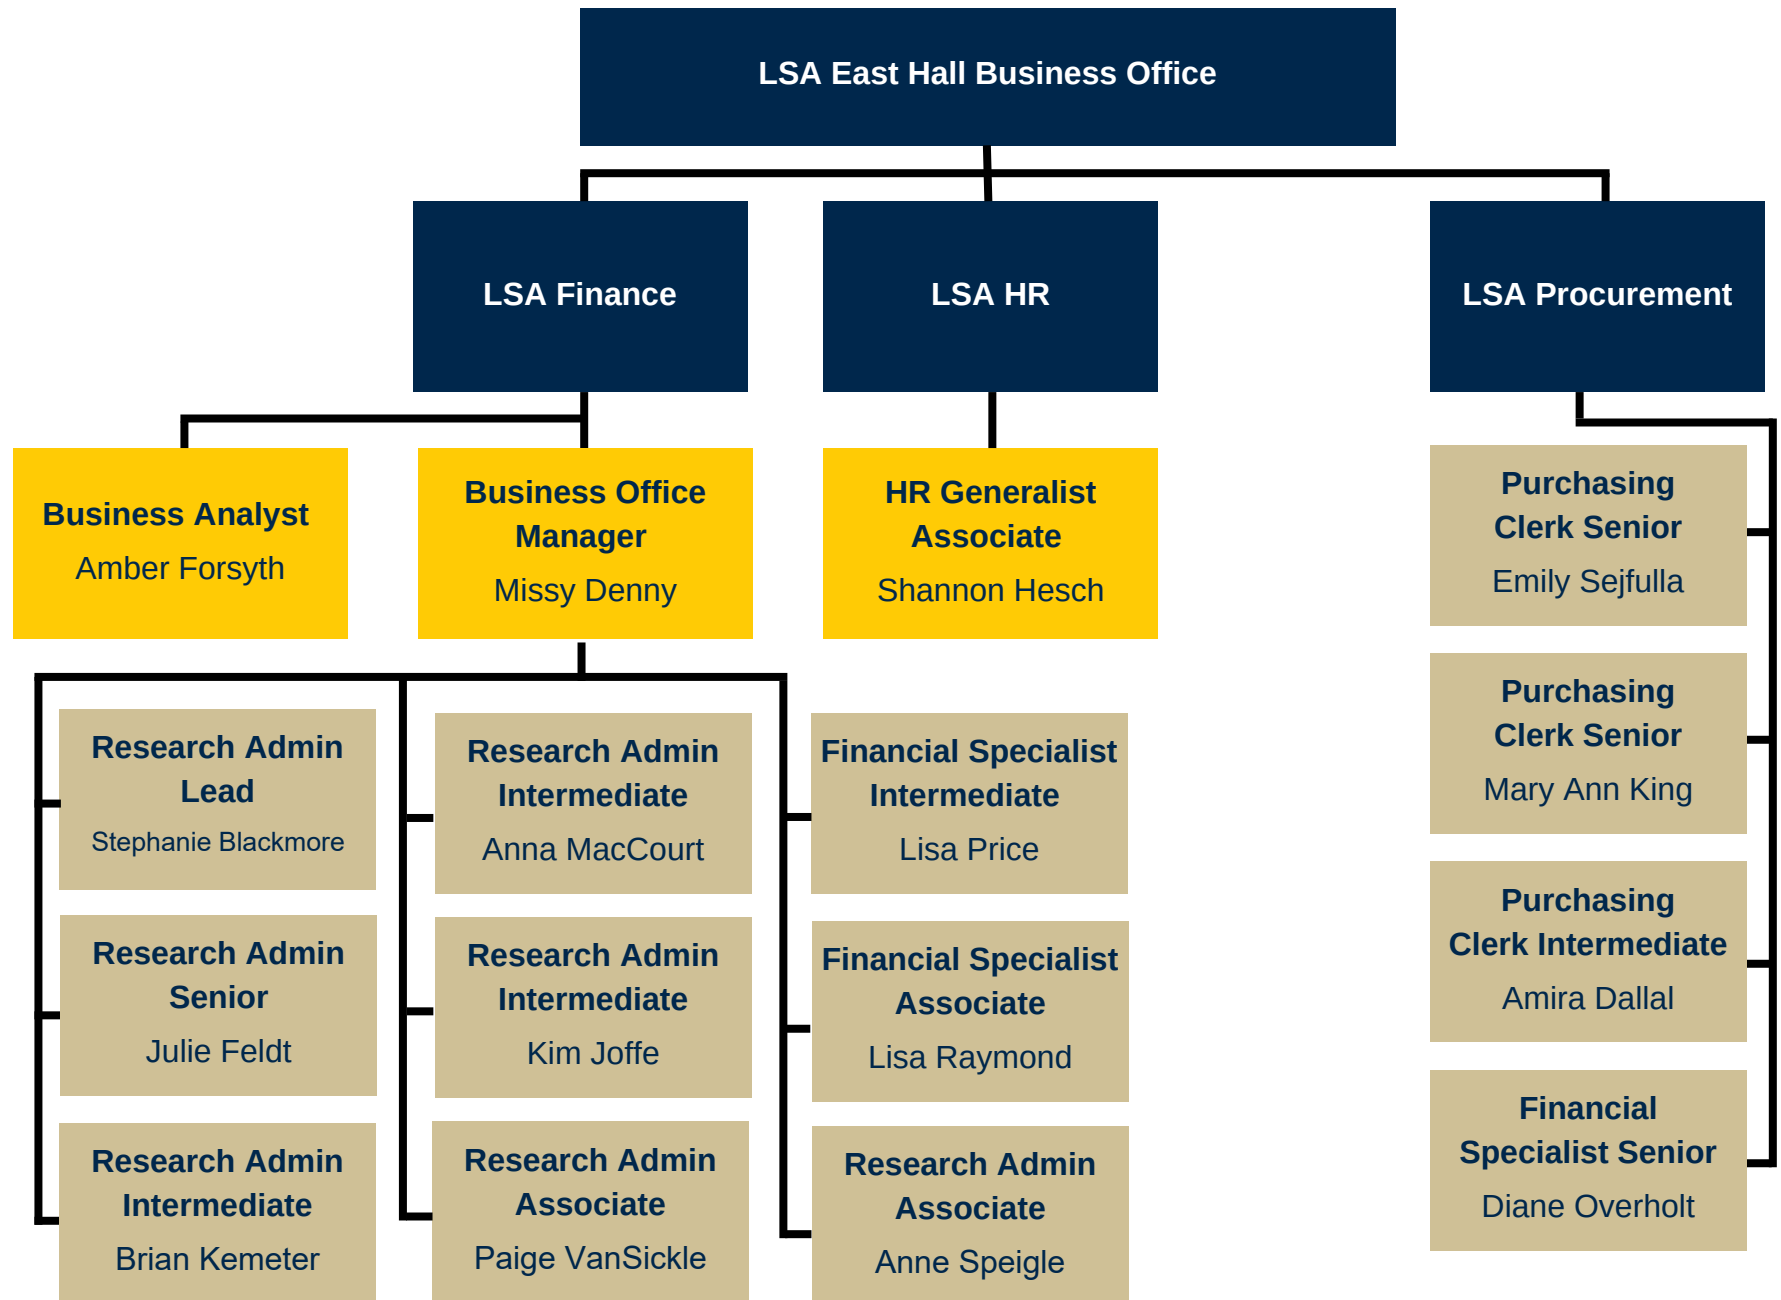 LSA East Hall Business Office
LSA Finance
LSA HR
LSA Procurement
Business Analyst
Amber Forsyth
Business Office
Manager
Missy Denny
HR Generalist
Associate
Shannon Hesch
Purchasing
Clerk Senior
Emily Sejfulla
Purchasing
Clerk Senior
Mary Ann King
Purchasing
Clerk Intermediate
Amira Dallal
Financial
Specialist Senior
Diane Overholt
Research Admin
Lead
Stephanie Blackmore
Research Admin
Senior
Julie Feldt
Research Admin
Intermediate
Brian Kemeter
Research Admin
Intermediate
Anna MacCourt
Research Admin
Intermediate
Kim Joffe
Research Admin
Associate
Paige VanSickle
Financial Specialist
Intermediate
Lisa Price
Financial Specialist
Associate
Lisa Raymond
Research Admin
Associate
Anne Speigle